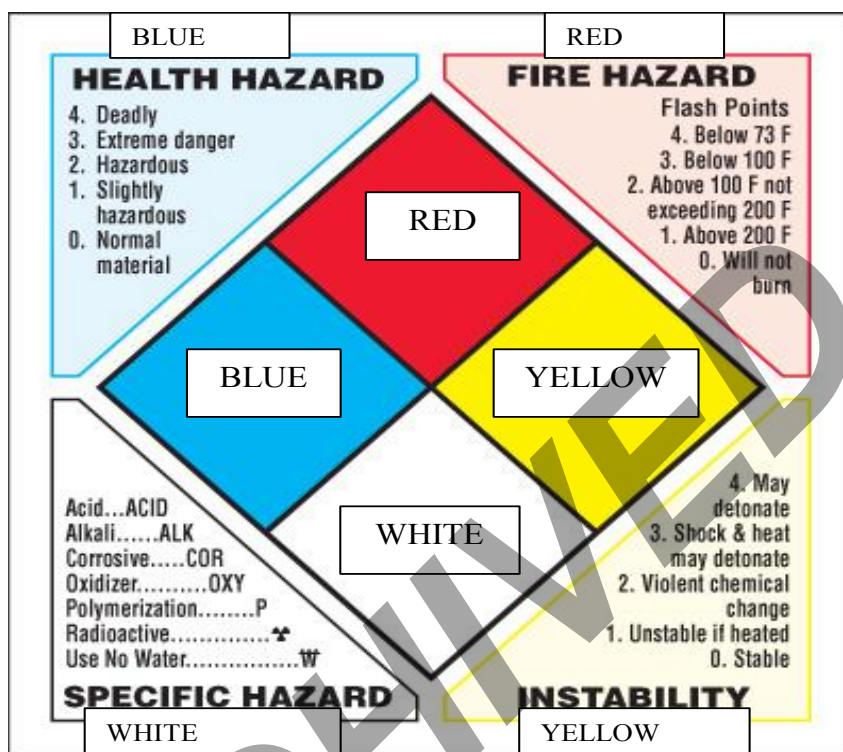 BLUE
HEALTH HAZARD
4. Deadly
3. Extreme danger
2. Hazardous
1. Slightly
hazardous
0. Normal
material
RED
FIRE HAZARD
Flash Points
4. Below 73 F
3. Below 100 F
2. Above 100 F not
exceeding 200 F
1. Above 200 F
0. Will not
burn
RED
BLUE
YELLOW
WHITE
Acid...ACID
Alkali......ALK
Corrosive.....COR
Oxidizer..........OXY
Polymerization........P
Radioactive...............☢
Use No Water.................W
SPECIFIC HAZARD
WHITE
4. May
detonate
3. Shock & heat
may detonate
2. Violent chemical
change
1. Unstable if heated
0. Stable
INSTABILITY
YELLOW